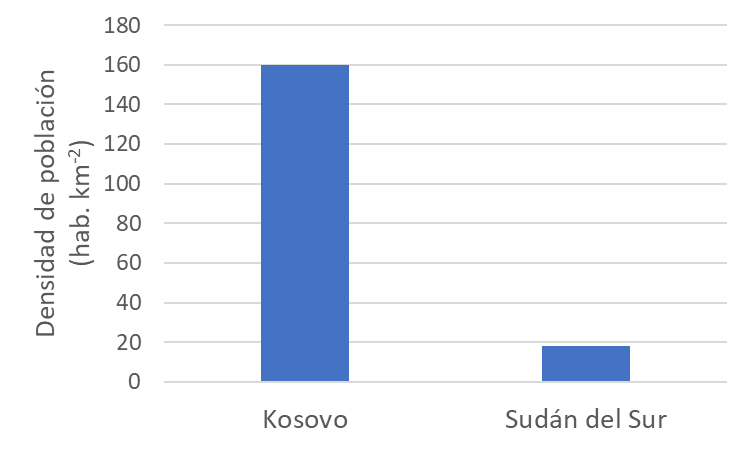 Densidad de población
(hab. km⁻²)
180
160
140
120
100
80
60
40
20
0
Kosovo
Sudán del Sur